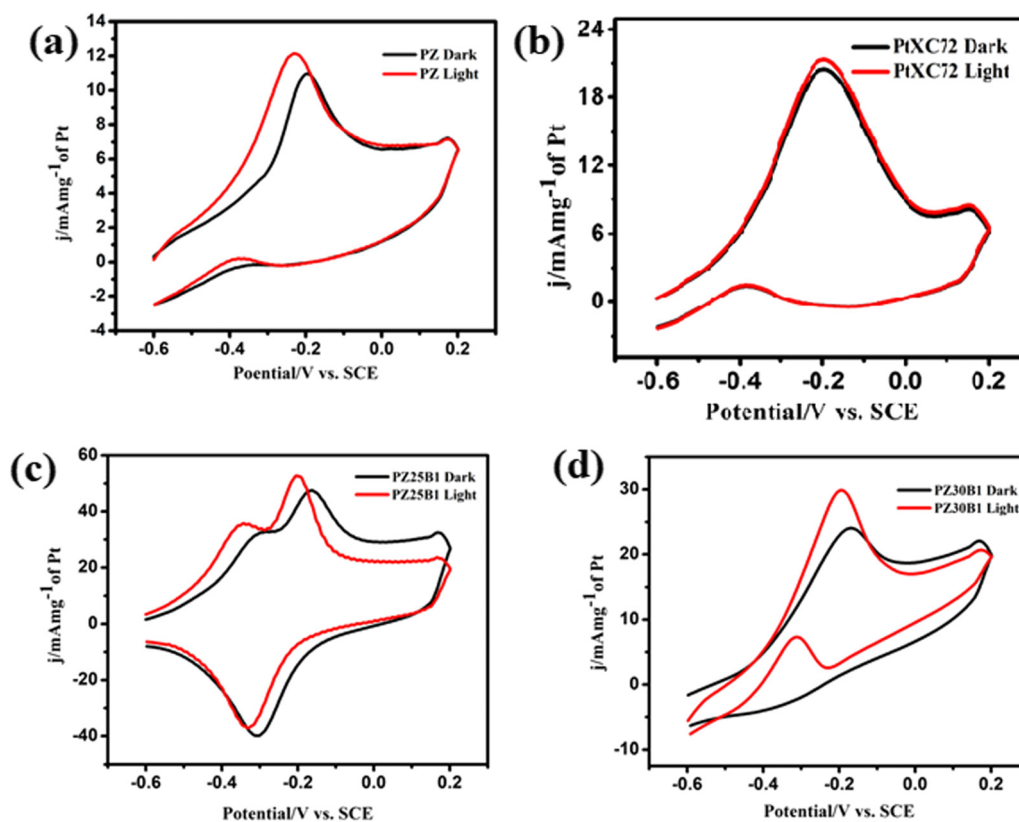 (a)
PZ Dark
PZ Light
j/mAmg-1of Pt
14
12
10
8
6
4
2
0
-2
-4
-0.6
-0.4
-0.2
0.0
0.2
Poential/V vs. SCE
(b)
PtXC72 Dark
PtXC72 Light
j/mAmg-1of Pt
24
18
12
6
0
-0.6
-0.4
-0.2
0.0
0.2
Potential/V vs. SCE
(c)
PZ25B1 Dark
PZ25B1 Light
j/mAmg-1of Pt
60
40
20
0
-20
-40
-0.6
-0.4
-0.2
0.0
0.2
Potential/V vs. SCE
(d)
PZ30B1 Dark
PZ30B1 Light
j/mAmg-1of Pt
30
20
10
0
-10
-0.6
-0.4
-0.2
0.0
0.2
Potential/V vs. SCE